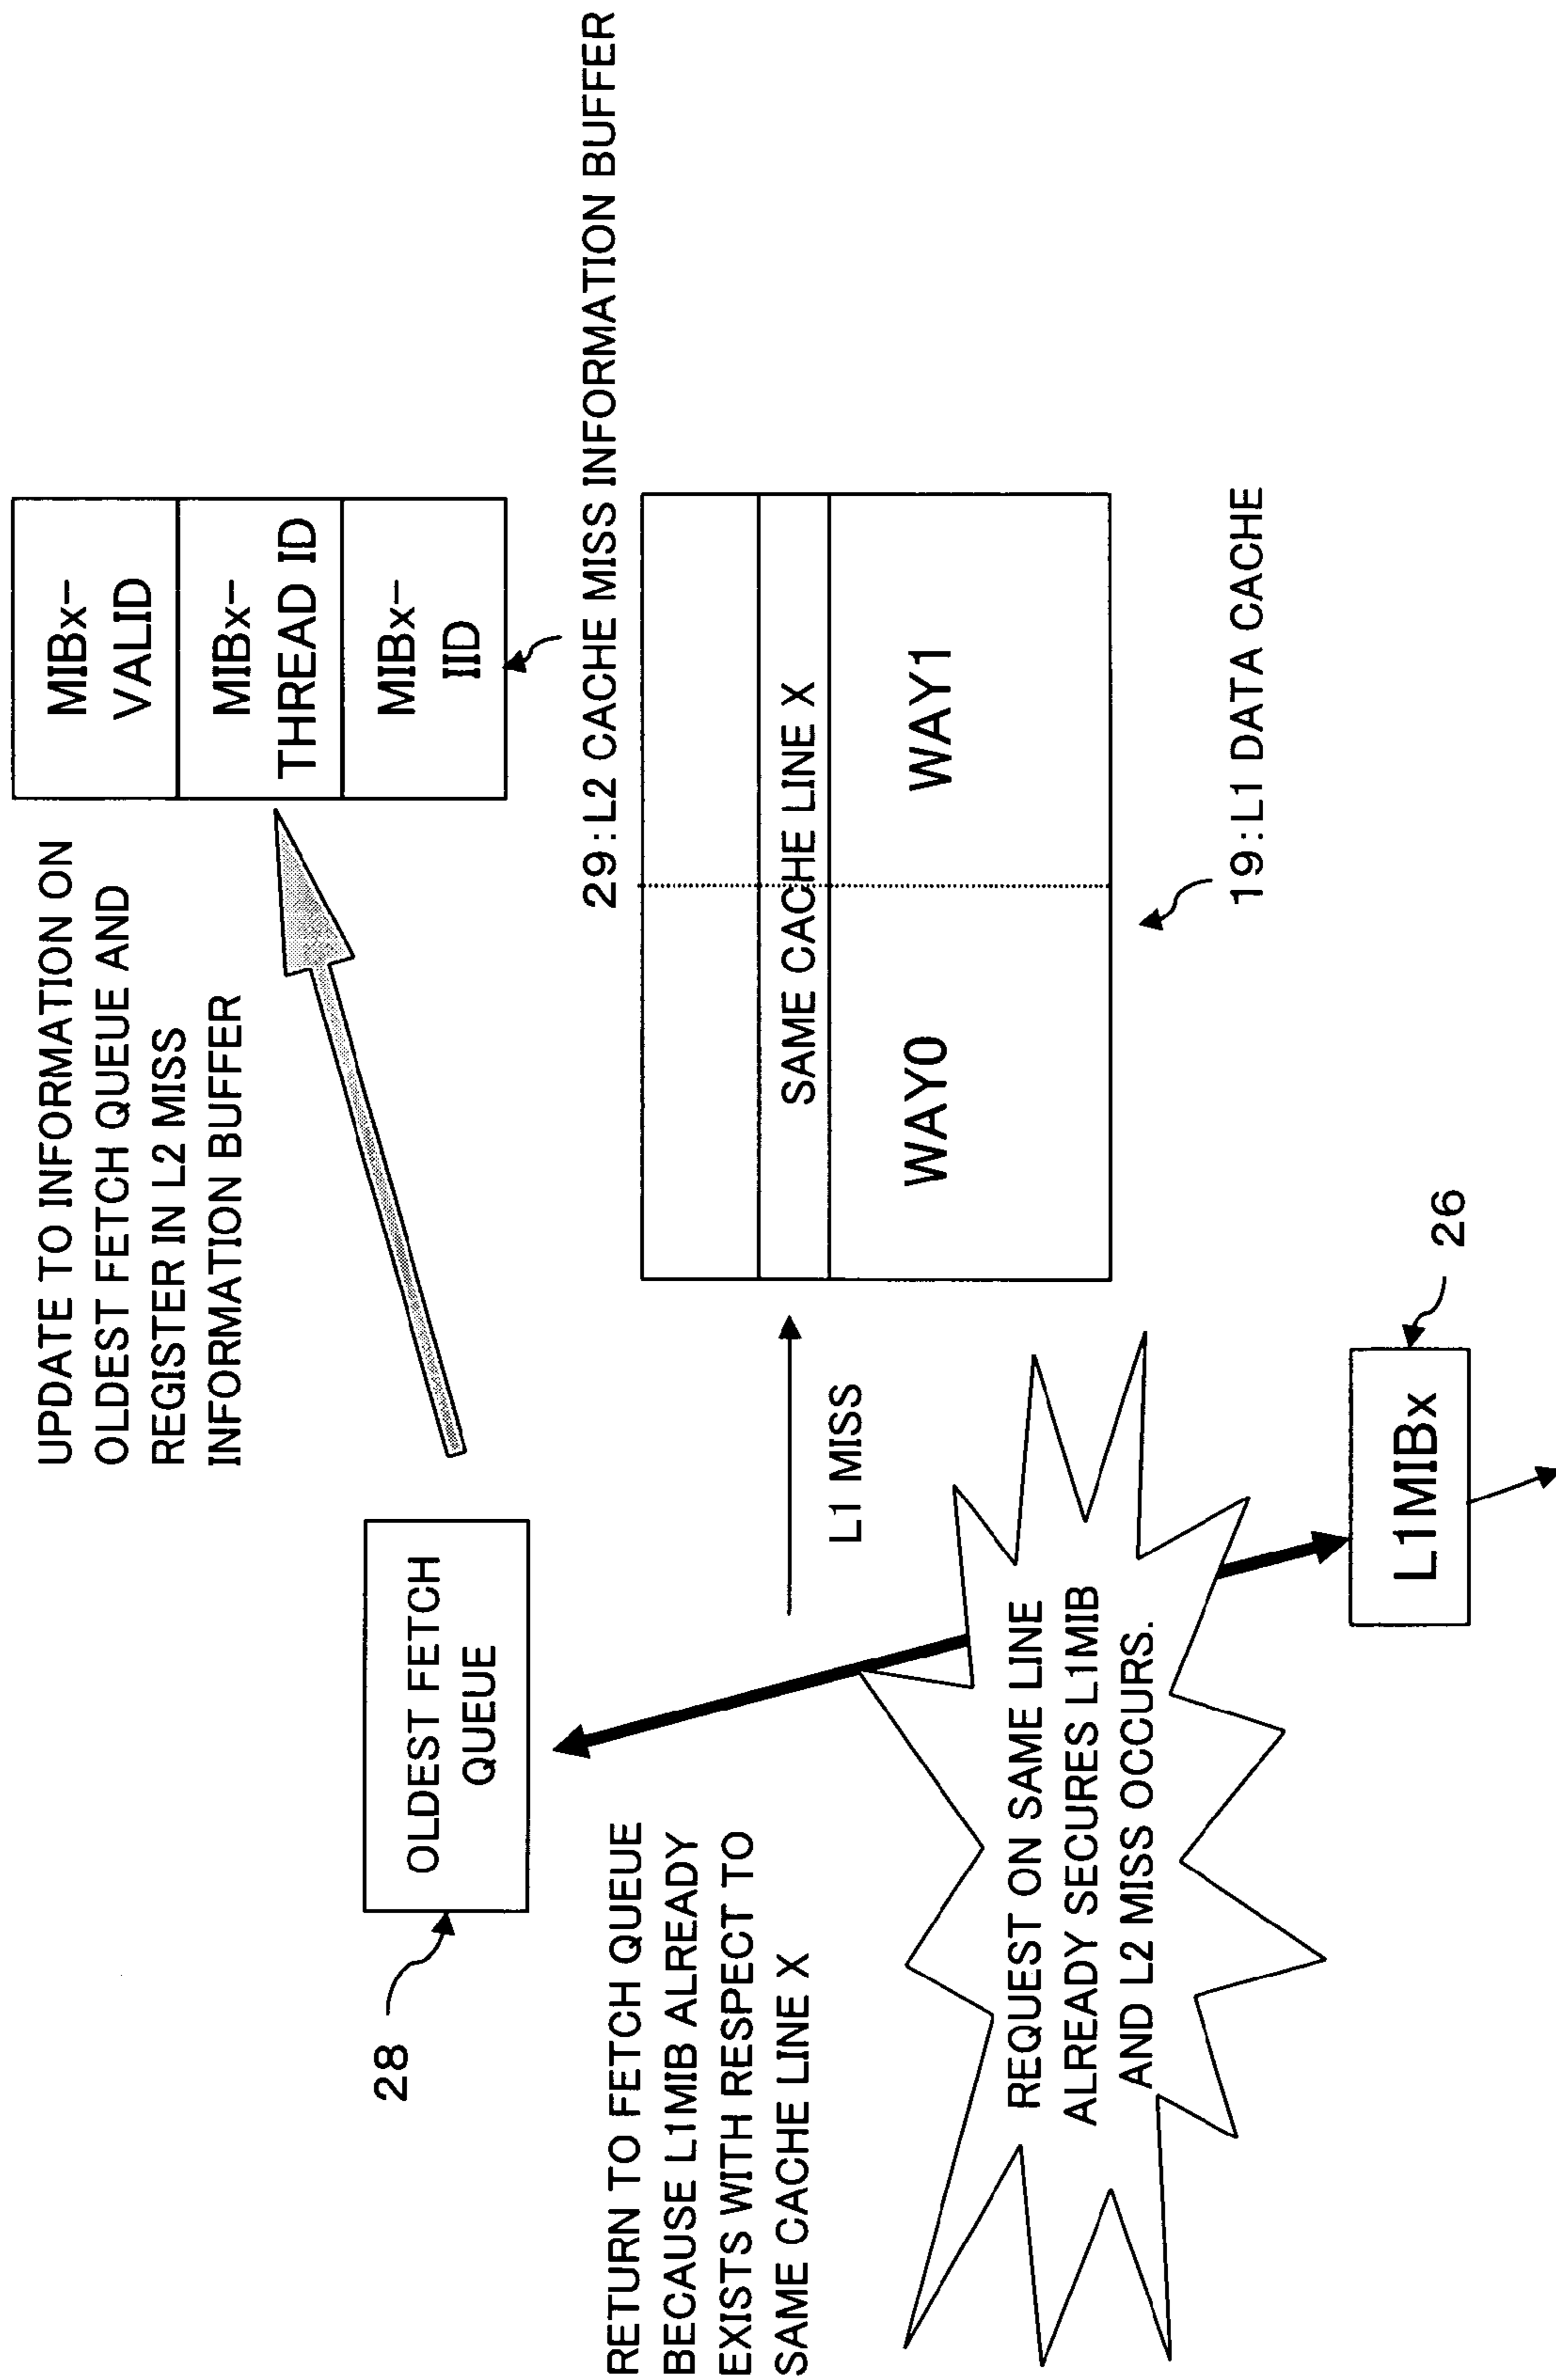 UPDATE TO INFORMATION ON
OLDEST FETCH QUEUE AND
REGISTER IN L2 MISS
INFORMATION BUFFER
MIBx-
VALID
MIBx-
THREAD ID
MIBx-
IID
29:L2 CACHE MISS INFORMATION BUFFER
28
OLDEST FETCH
QUEUE
RETURN TO FETCH QUEUE
BECAUSE L1MIB ALREADY
EXISTS WITH RESPECT TO
SAME CACHE LINE X
L1 MISS
SAME CACHE LINE X
WAY0
WAY1
19:L1 DATA CACHE
REQUEST ON SAME LINE
ALREADY SECURES L1MIB
AND L2 MISS OCCURS.
L1MIBx
26